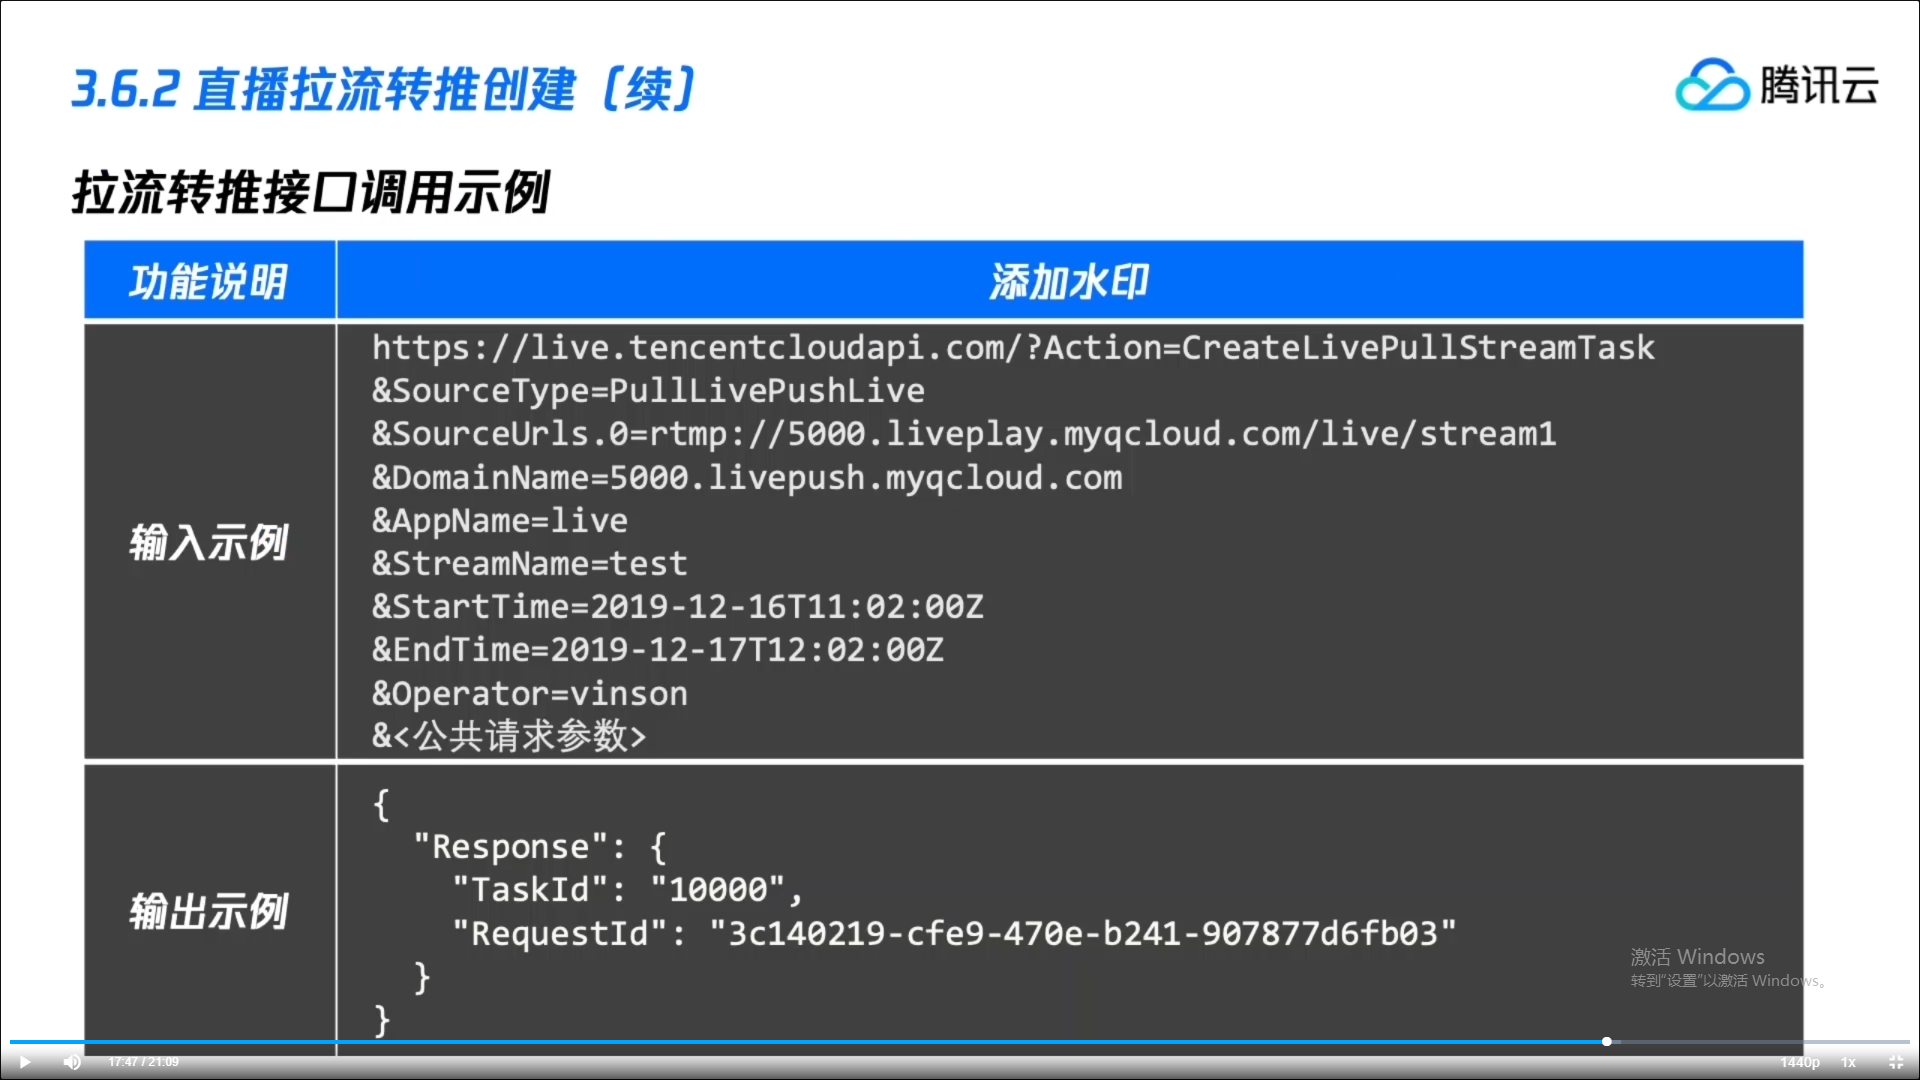 3.6.2 直播拉流转推创建（续）
腾讯云
拉流转推接口调用示例
功能说明
添加水印
输入示例
https://live.tencentcloudapi.com/?Action=CreateLivePullStreamTask
&SourceType=PullLivePushLive
&SourceUrls.0=rtmp://5000.liveplay.myqcloud.com/live/stream1
&DomainName=5000.livepush.myqcloud.com
&AppName=live
&StreamName=test
&StartTime=2019-12-16T11:02:00Z
&EndTime=2019-12-17T12:02:00Z
&Operator=vinson
&<公共请求参数>
输出示例
{
"Response": {
"TaskId": "10000",
"RequestId": "3c140219-cfe9-470e-b241-907877d6fb03"
}
}
激活 Windows
转到“设置”以激活 Windows。
17:47 / 21:09
1440p
1x